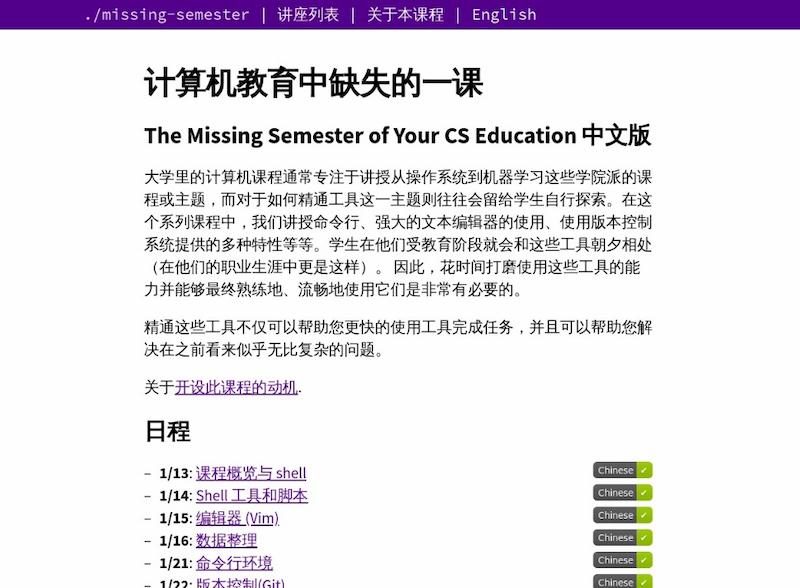 ./missing-semester | 讲座列表 | 关于本课程 | English
计算机教育中缺失的一课
The Missing Semester of Your CS Education 中文版
大学里的计算机课程通常专注于讲授从操作系统到机器学习这些学院派的课
程或主题，而对于如何精通工具这一主题则往往会留给学生自行探索。在这
个系列课程中，我们讲授命令行、强大的文本编辑器的使用、使用版本控制
系统提供的多种特性等等。学生在他们受教育阶段就会和这些工具朝夕相处
（在他们的职业生涯中更是这样）。 因此，花时间打磨使用这些工具的能
力并能够最终熟练地、流畅地使用它们是非常有必要的。
精通这些工具不仅可以帮助您更快的使用工具完成任务，并且可以帮助您解
决在之前看来似乎无比复杂的问题。
关于开设此课程的动机.
日程
– 1/13: 课程概览与 shell Chinese ✔
– 1/14: Shell 工具和脚本 Chinese ✔
– 1/15: 编辑器 (Vim) Chinese ✔
– 1/16: 数据整理 Chinese ✔
– 1/21: 命令行环境 Chinese ✔
– 1/22: 版本控制(Git) Chinese ✔